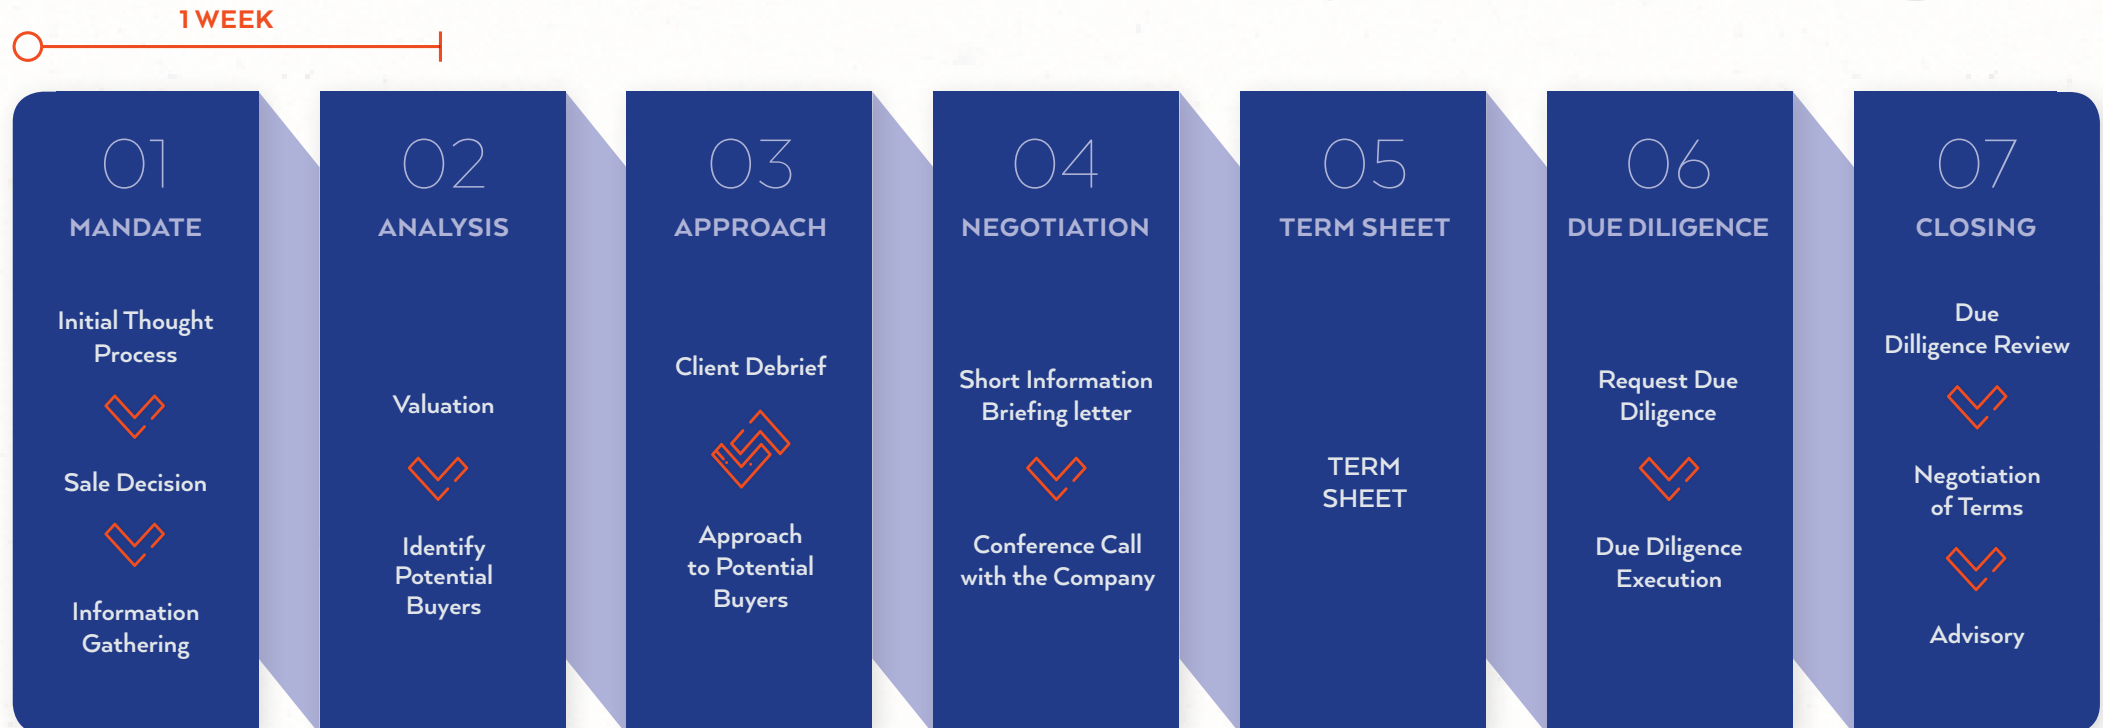 1 WEEK
01
MANDATE
Initial Thought
Process
Sale Decision
Information
Gathering
02
ANALYSIS
Valuation
Identify
Potential
Buyers
03
APPROACH
Client Debrief
Approach
to Potential
Buyers
04
NEGOTIATION
Short Information
Briefing letter
Conference Call
with the Company
05
TERM SHEET
TERM
SHEET
06
DUE DILIGENCE
Request Due
Diligence
Due Diligence
Execution
07
CLOSING
Due
Dilligence Review
Negotiation
of Terms
Advisory